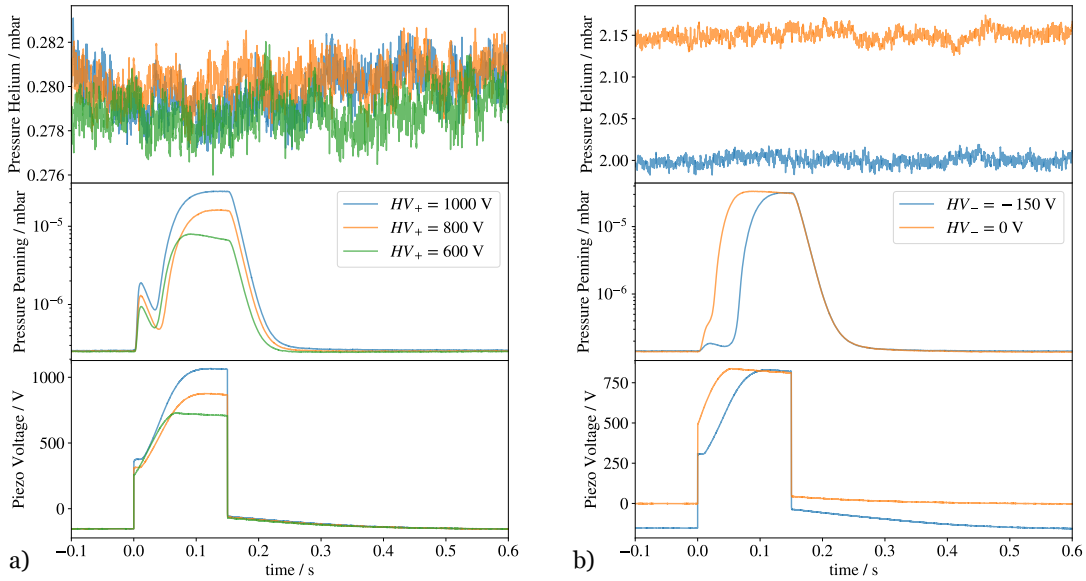 Pressure Helium / mbar
0.282
0.280
0.278
0.276
Pressure Penning / mbar
10⁻⁵
10⁻⁶
HV₊ = 1000 V
HV₊ = 800 V
HV₊ = 600 V
Piezo Voltage / V
1000
500
0
−0.1 0.0 0.1 0.2 0.3 0.4 0.5 0.6
time / s
a)
Pressure Helium / mbar
2.15
2.10
2.05
2.00
Pressure Penning / mbar
10⁻⁵
10⁻⁶
HV₋ = −150 V
HV₋ = 0 V
Piezo Voltage / V
750
500
250
0
−0.1 0.0 0.1 0.2 0.3 0.4 0.5 0.6
time / s
b)